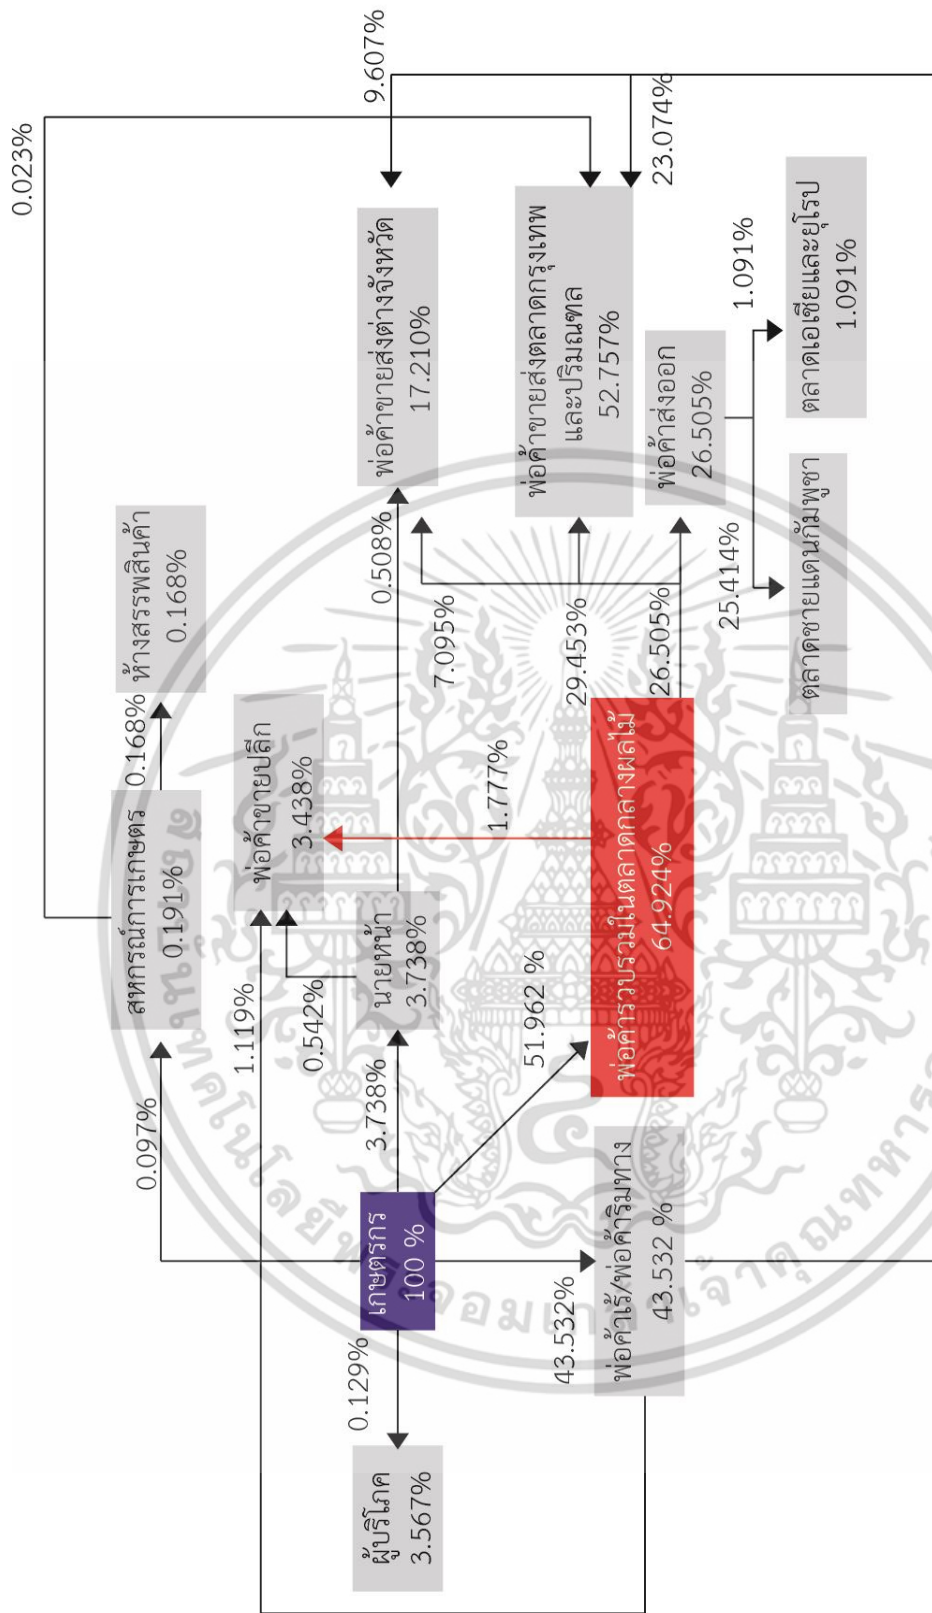 0.023%
9.607%
0.097%
สหกรณ์การเกษตร
0.191%
0.168%
ห้างสรรพสินค้า
0.168%
1.119%
พ่อค้าขายปลีก
3.438%
0.542%
ผู้บริโภค
3.567%
0.129%
เกษตรกร
100 %
3.738%
นายหน้า
3.738%
0.508%
พ่อค้าขายส่งต่างจังหวัด
17.210%
7.095%
1.777%
51.962 %
43.532%
29.453%
พ่อค้าขายส่งตลาดกรุงเทพ
และปริมณฑล
52.757%
23.074%
พ่อค้าเร่/พ่อค้าริมทาง
43.532 %
พ่อค้ารวบรวมในตลาดกลางผลไม้
64.924%
26.505%
พ่อค้าส่งออก
26.505%
25.414%
1.091%
ตลาดชายแดนกัมพูชา
ตลาดเอเชียและยุโรป
1.091%